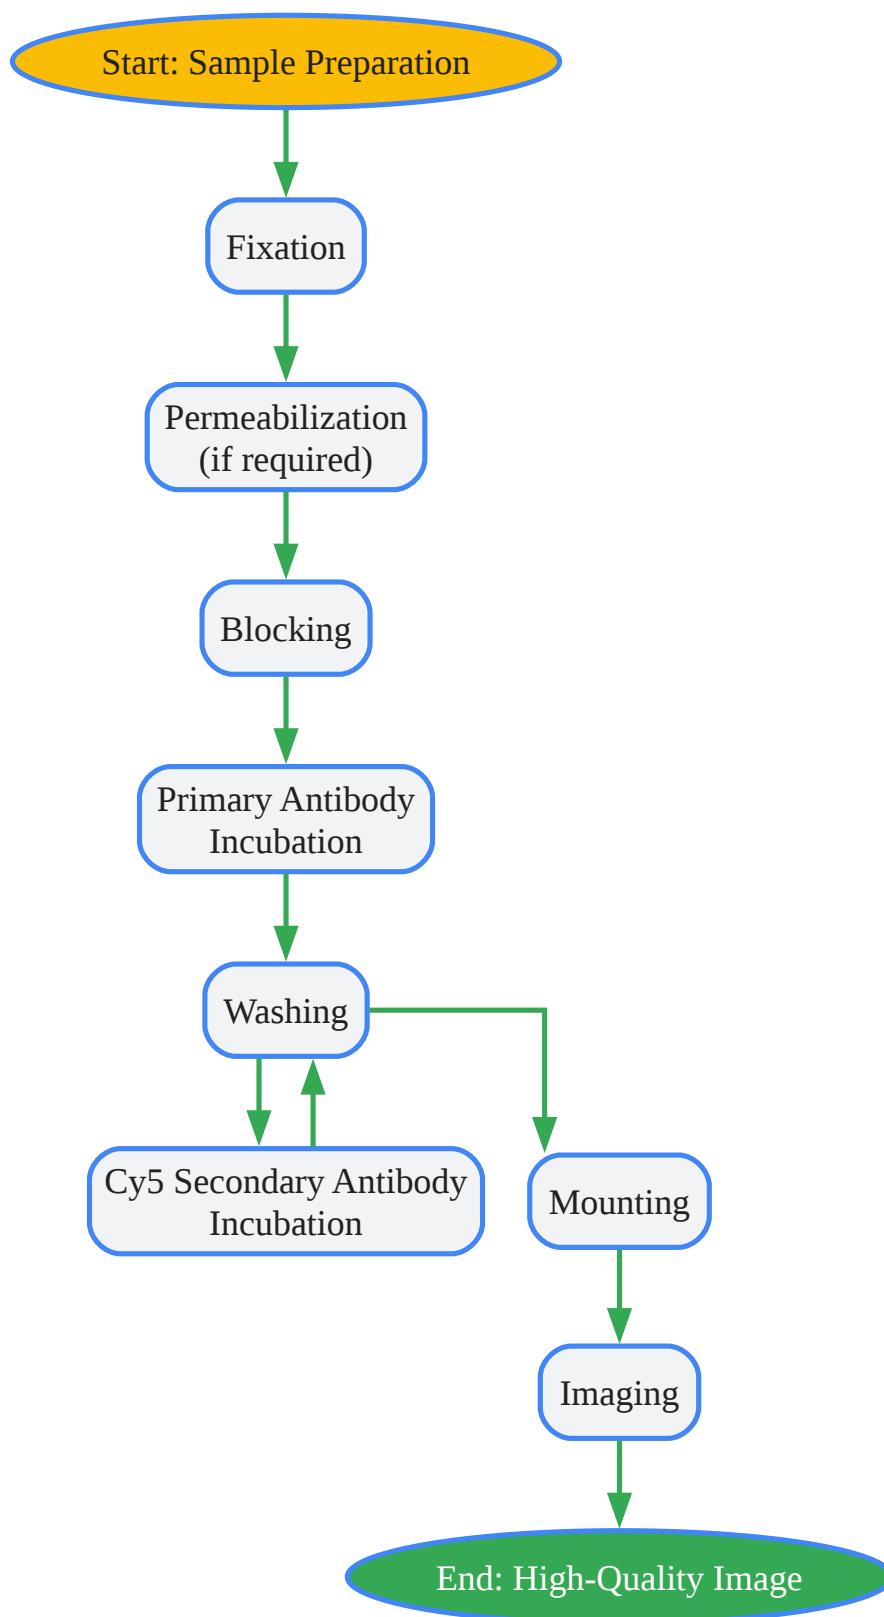 Start: Sample Preparation
Fixation
Permeabilization
(if required)
Blocking
Primary Antibody
Incubation
Washing
Cy5 Secondary Antibody
Incubation
Mounting
Imaging
End: High-Quality Image